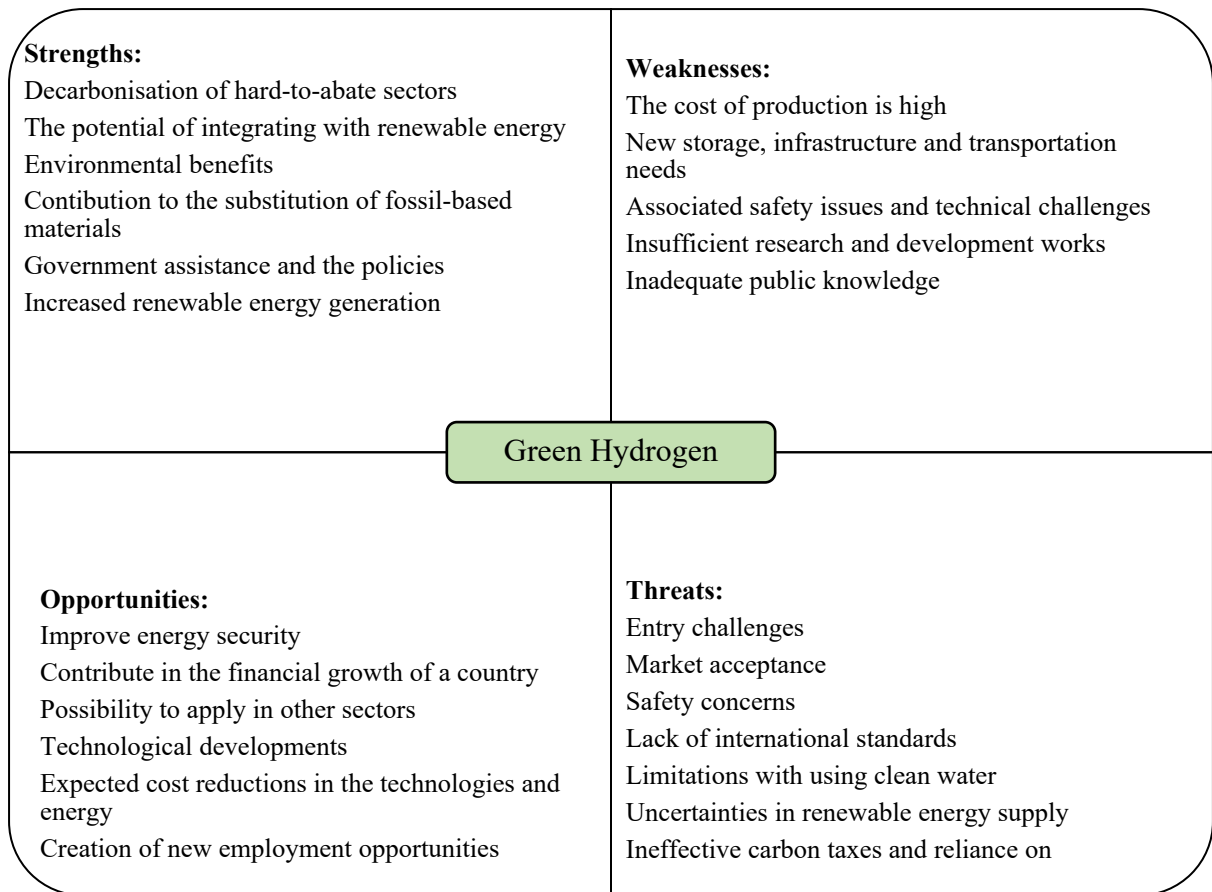 Strengths:
Decarbonisation of hard-to-abate sectors
The potential of integrating with renewable energy
Environmental benefits
Contibution to the substitution of fossil-based
materials
Government assistance and the policies
Increased renewable energy generation
Weaknesses:
The cost of production is high
New storage, infrastructure and transportation
needs
Associated safety issues and technical challenges
Insufficient research and development works
Inadequate public knowledge
Green Hydrogen
Opportunities:
Improve energy security
Contribute in the financial growth of a country
Possibility to apply in other sectors
Technological developments
Expected cost reductions in the technologies and
energy
Creation of new employment opportunities
Threats:
Entry challenges
Market acceptance
Safety concerns
Lack of international standards
Limitations with using clean water
Uncertainties in renewable energy supply
Ineffective carbon taxes and reliance on